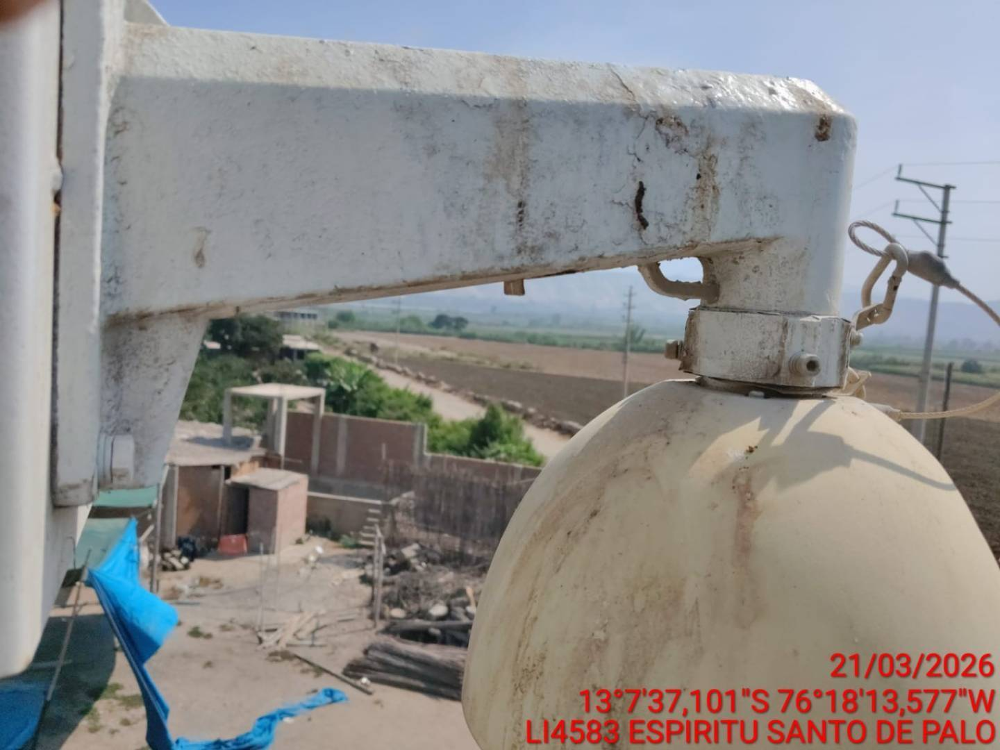 21/03/2026
13°7'37,101"S 76°18'13,577"W
LI4583 ESPIRITU SANTO DE PALO